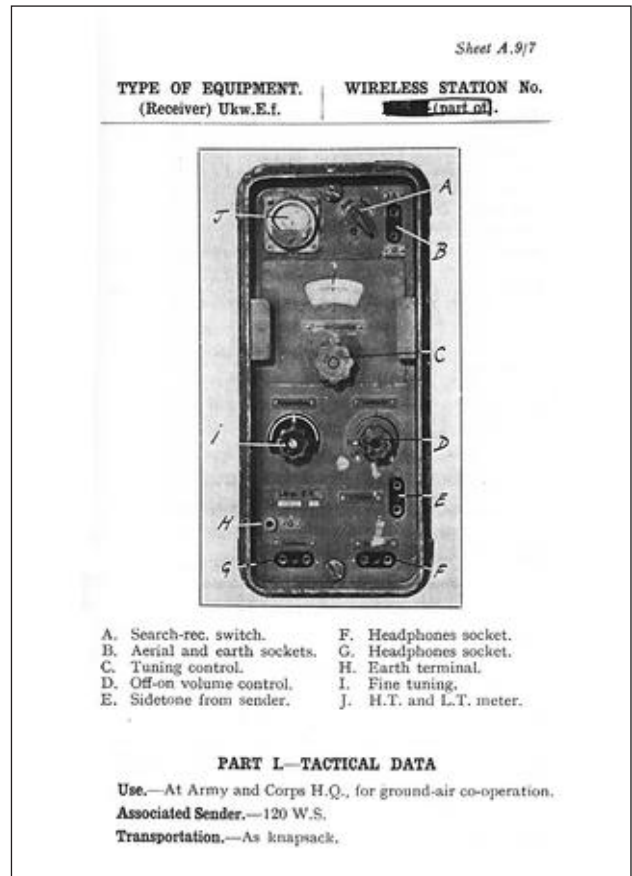 Sheet A.9/7
TYPE OF EQUIPMENT.
(Receiver) Ukw.E.f.
WIRELESS STATION No.
(part of).
J
A
B
C
I
D
E
H
G
F
A. Search-rec. switch.
B. Aerial and earth sockets.
C. Tuning control.
D. Off-on volume control.
E. Sidetone from sender.
F. Headphones socket.
G. Headphones socket.
H. Earth terminal.
I. Fine tuning.
J. H.T. and L.T. meter.
PART I.—TACTICAL DATA
Use.—At Army and Corps H.Q., for ground-air co-operation.
Associated Sender.—120 W.S.
Transportation.—As knapsack.